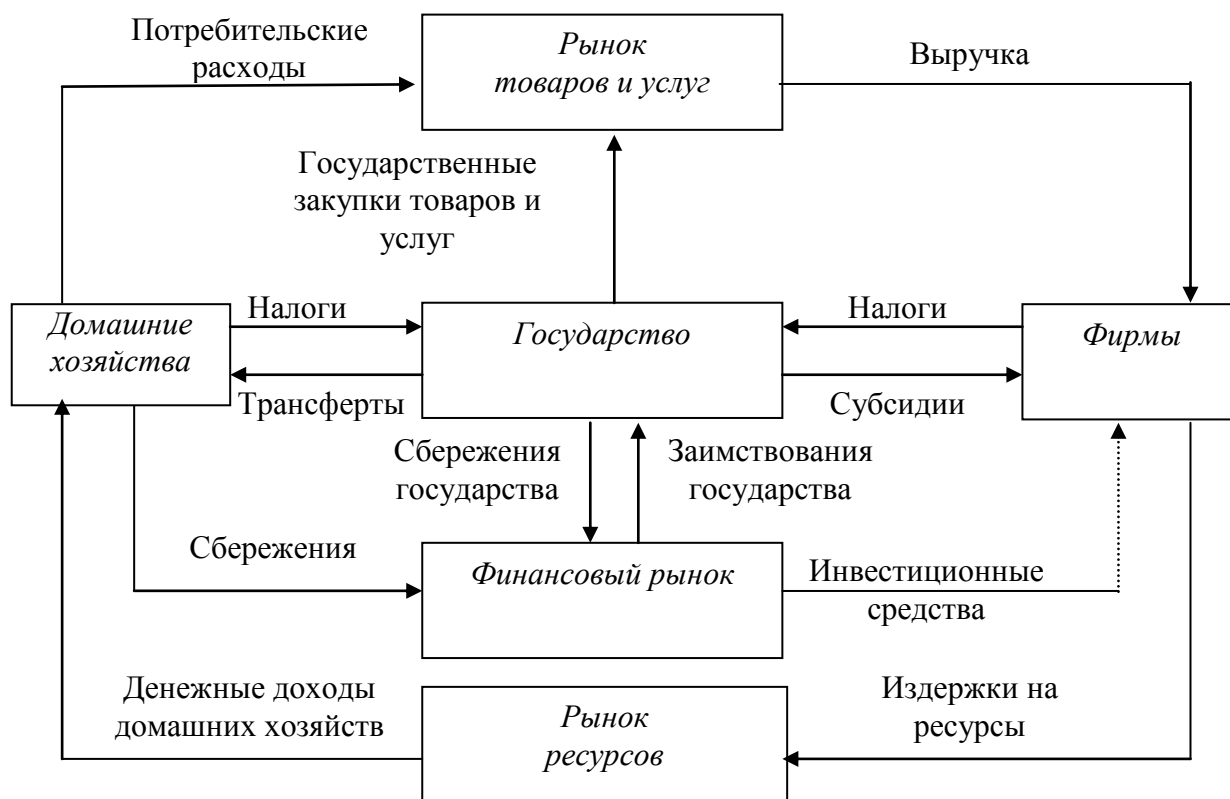 Потребительские
расходы
Рынок
товаров и услуг
Выручка
Государственные
закупки товаров и
услуг
Домашние
хозяйства
Налоги
Государство
Налоги
Фирмы
Трансферты
Субсидии
Сбережения
государства
Заимствования
государства
Сбережения
Финансовый рынок
Инвестиционные
средства
Денежные доходы
домашних хозяйств
Рынок
ресурсов
Издержки на
ресурсы